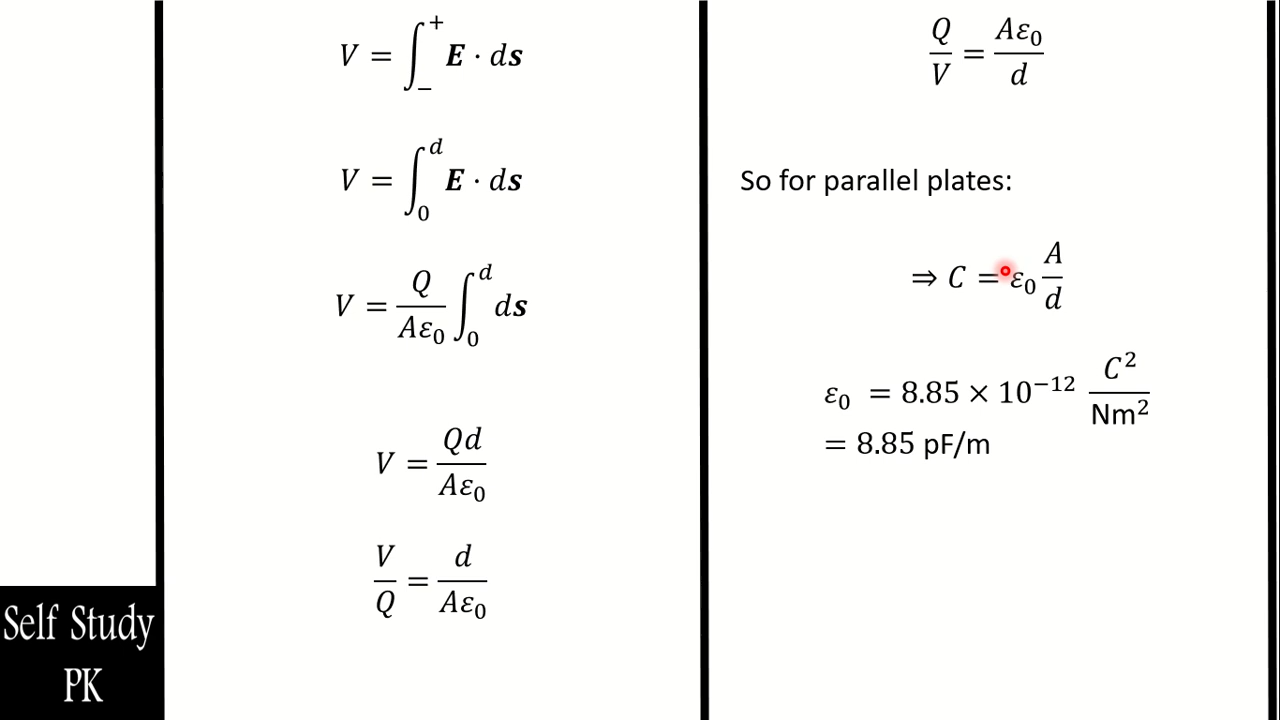 V = ∫₋⁺ E · ds
V = ∫₀ᵈ E · ds
V = Q/(Aε₀) ∫₀ᵈ ds
V = Qd/(Aε₀)
V/Q = d/(Aε₀)
Q/V = Aε₀/d
So for parallel plates:
⇒ C = ε₀ A/d
ε₀ = 8.85 × 10⁻¹² C²/Nm²
= 8.85 pF/m
Self Study
PK